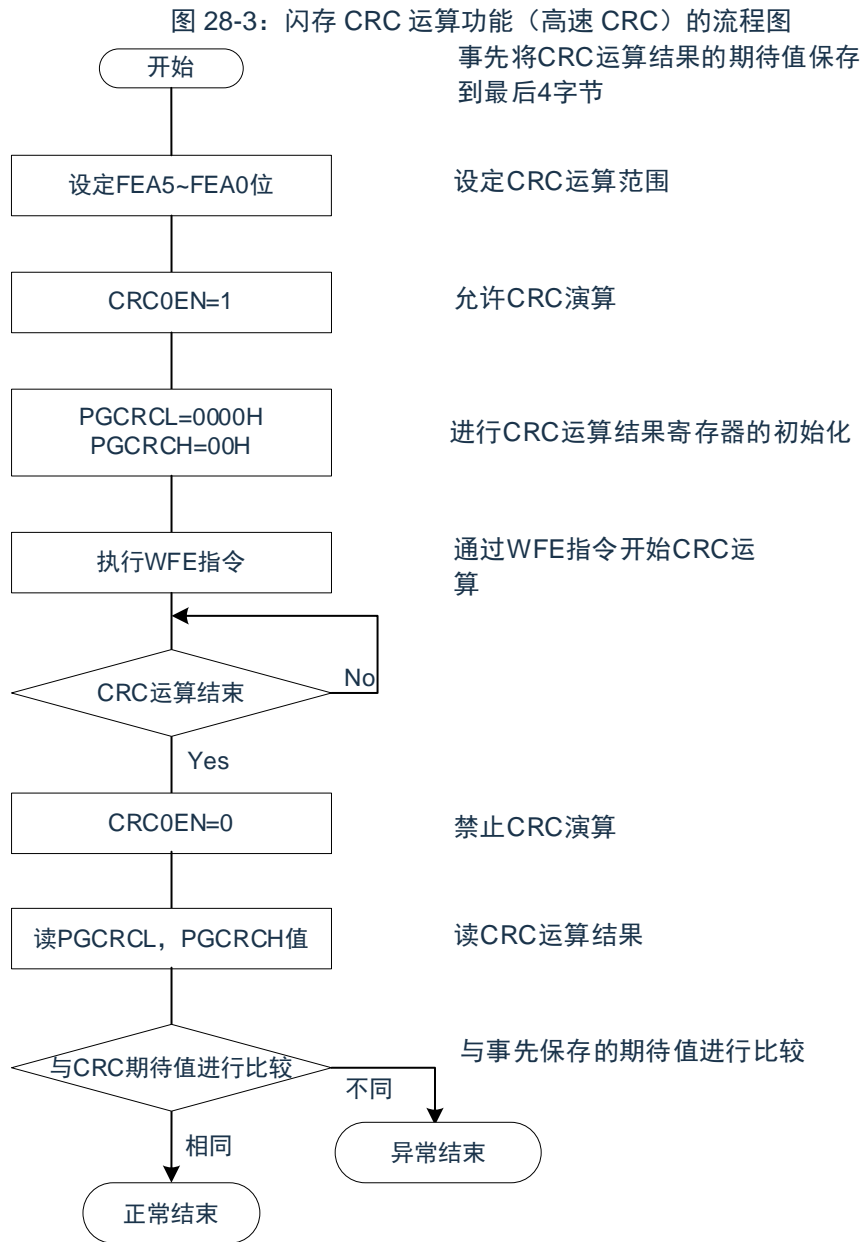 图 28-3：闪存 CRC 运算功能（高速 CRC）的流程图
开始
事先将CRC运算结果的期待值保存
到最后4字节
设定FEA5~FEA0位
设定CRC运算范围
CRC0EN=1
允许CRC演算
PGCRCL=0000H
PGCRCH=00H
进行CRC运算结果寄存器的初始化
执行WFE指令
通过WFE指令开始CRC运
算
CRC运算结束
No
Yes
CRC0EN=0
禁止CRC演算
读PGCRCL，PGCRCH值
读CRC运算结果
与CRC期待值进行比较
与事先保存的期待值进行比较
不同
相同
异常结束
正常结束